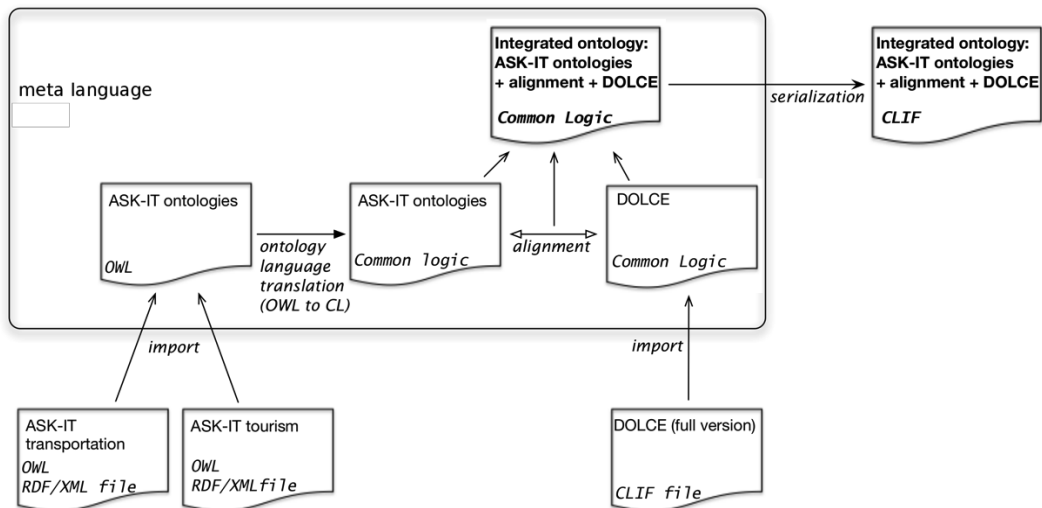 Integrated ontology:
ASK-IT ontologies
+ alignment + DOLCE
Common Logic
serialization
Integrated ontology:
ASK-IT ontologies
+ alignment + DOLCE
CLIF
meta language
ASK-IT ontologies
OWL
ontology
language
translation
(OWL to CL)
ASK-IT ontologies
Common logic
alignment
DOLCE
Common Logic
import
import
ASK-IT
transportation
OWL
RDF/XML file
ASK-IT tourism
OWL
RDF/XMLfile
DOLCE (full version)
CLIF file